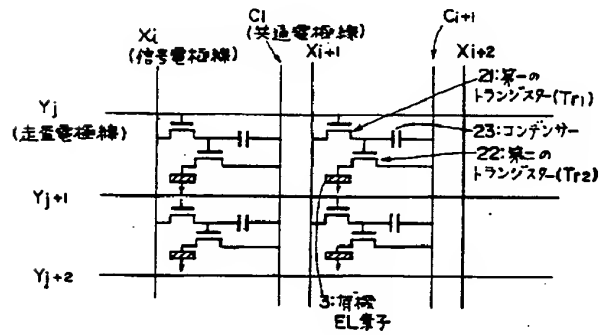 Xi
(信号電極線)
Ci
(共通電極線)
Xi+1
Ci+1
Xi+2
21:第一の
トランジスター(Tr1)
23:コンデンサー
22:第二の
トランジスター(Tr2)
Yj
(走査電極線)
Yj+1
Yj+2
3:有機
EL素子